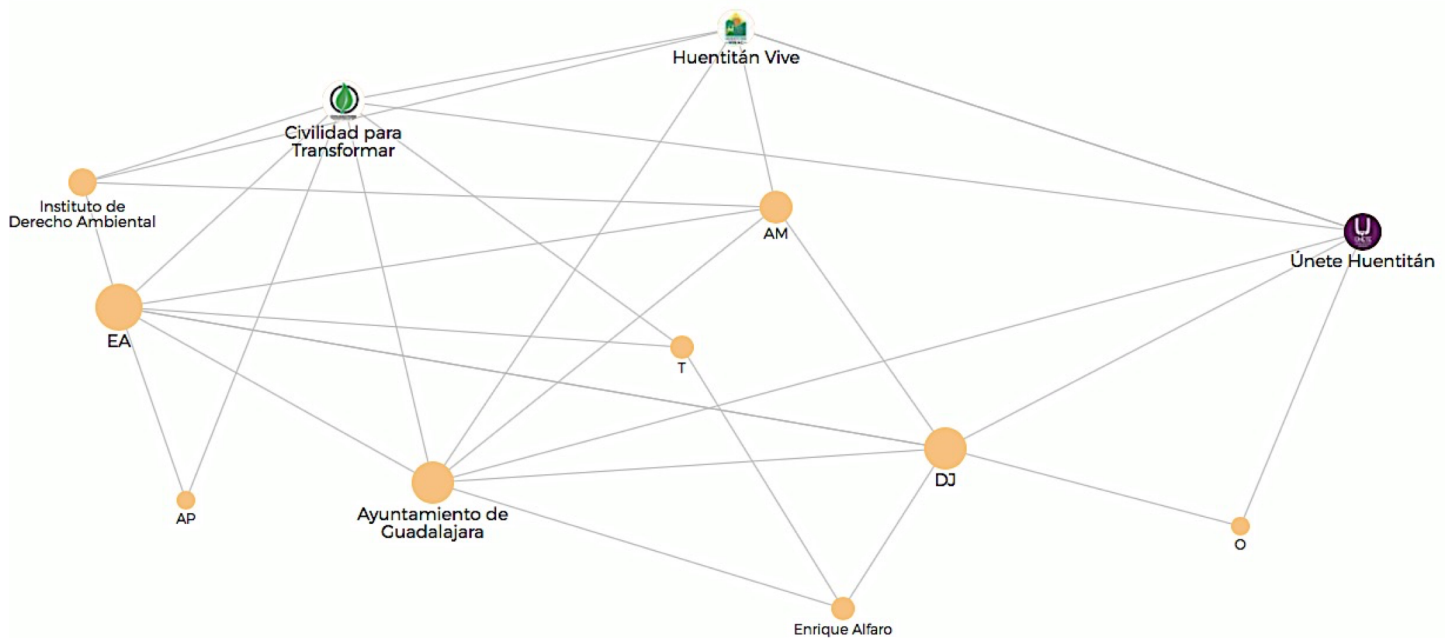 Huentitán Vive
Civilidad para
Transformar
Instituto de
Derecho Ambiental
AM
ÚNETE
Únete Huentitán
EA
T
AP
Ayuntamiento de
Guadalajara
DJ
O
Enrique Alfaro